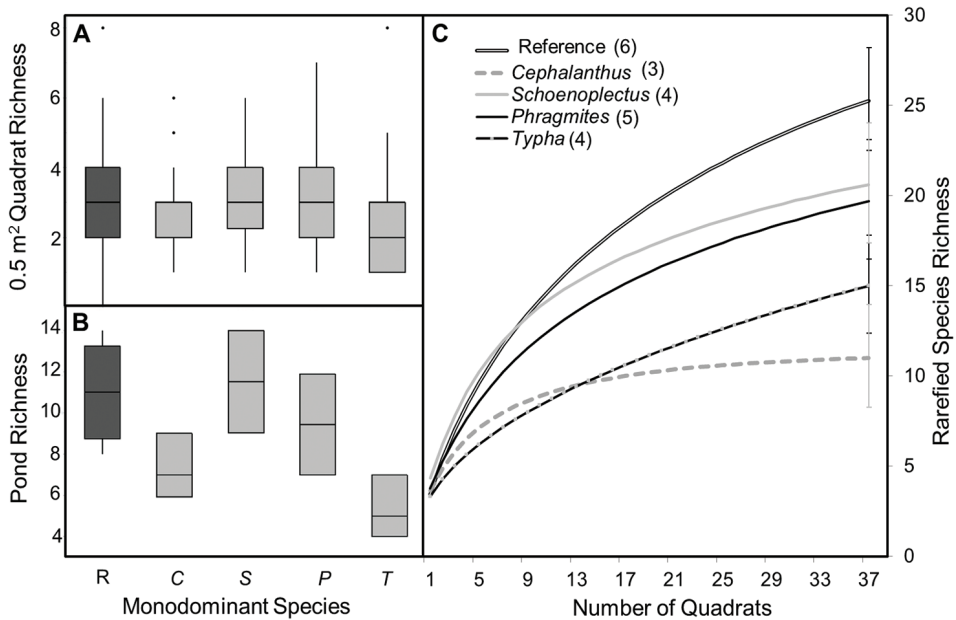 A
0.5 m² Quadrat Richness
8
6
4
2
B
Pond Richness
14
12
10
8
6
4
R C S P T
Monodominant Species
C
Reference (6)
Cephalanthus (3)
Schoenoplectus (4)
Phragmites (5)
Typha (4)
30
25
20
15
10
5
0
Rarefied Species Richness
1 5 9 13 17 21 25 29 33 37
Number of Quadrats